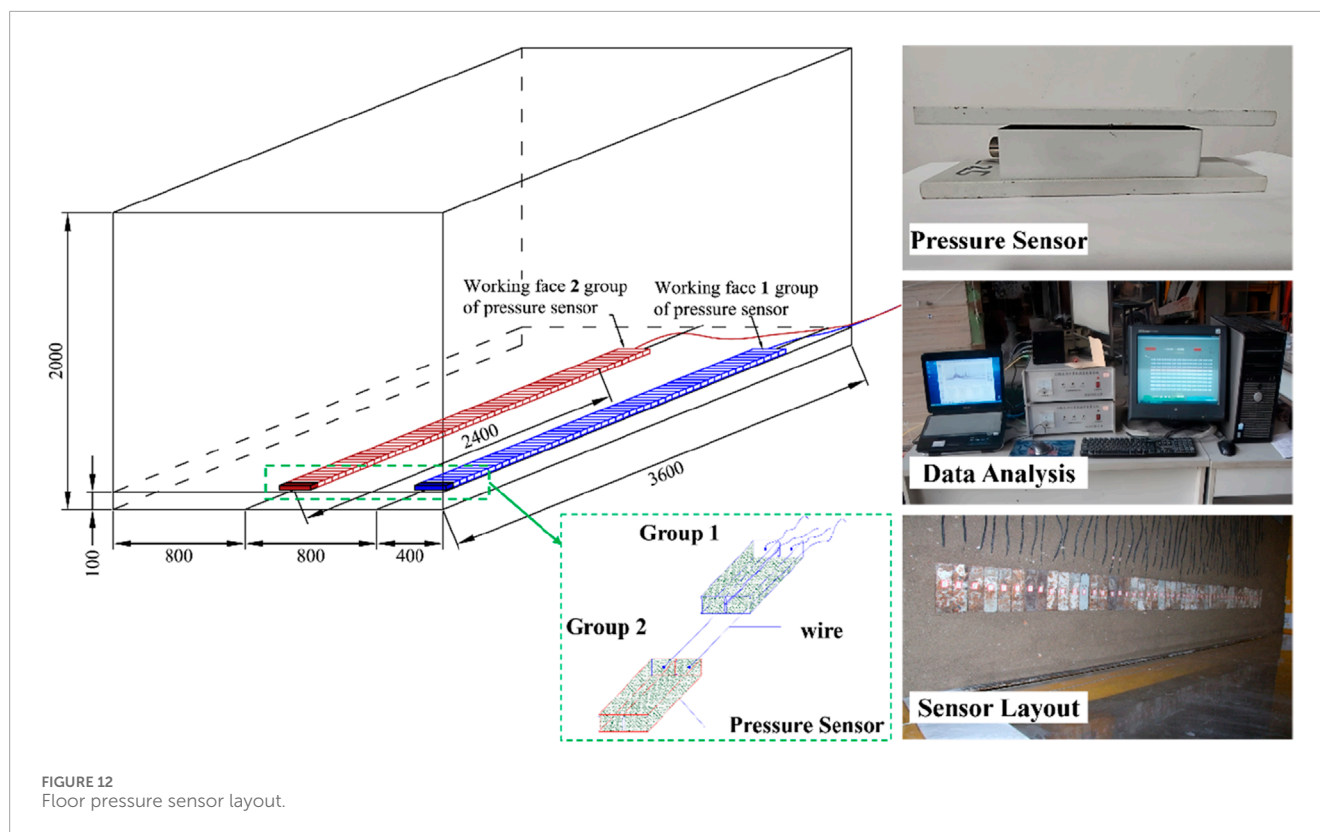 Working face 2 group
of pressure sensor
Working face 1 group
of pressure sensor
2000
2400
3600
100
800
800
400
Group 1
Group 2
wire
Pressure Sensor
Pressure Sensor
Data Analysis
Sensor Layout
FIGURE 12
Floor pressure sensor layout.